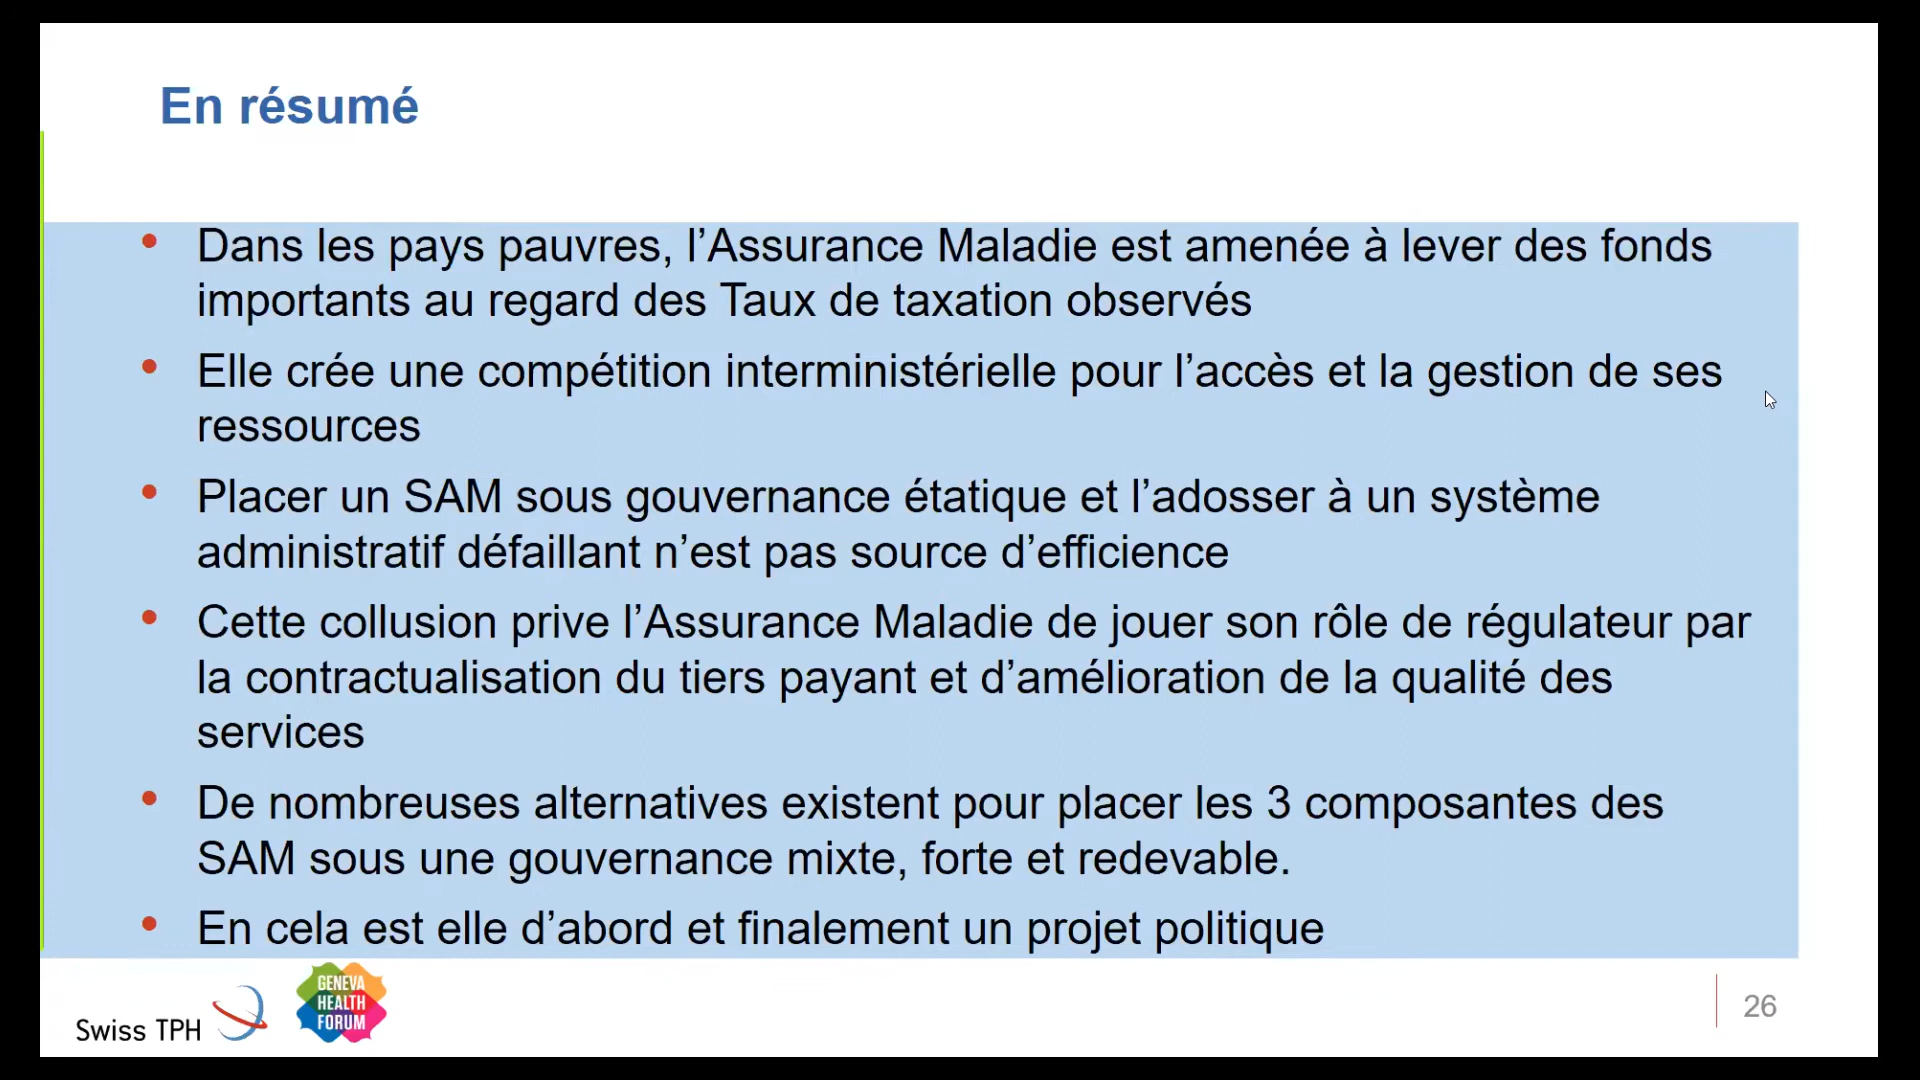 En résumé
• Dans les pays pauvres, l’Assurance Maladie est amenée à lever des fonds
importants au regard des Taux de taxation observés
• Elle crée une compétition interministérielle pour l’accès et la gestion de ses
ressources
• Placer un SAM sous gouvernance étatique et l’adosser à un système
administratif défaillant n’est pas source d’efficience
• Cette collusion prive l’Assurance Maladie de jouer son rôle de régulateur par
la contractualisation du tiers payant et d’amélioration de la qualité des
services
• De nombreuses alternatives existent pour placer les 3 composantes des
SAM sous une gouvernance mixte, forte et redevable.
• En cela est elle d’abord et finalement un projet politique
Swiss TPH
GENEVA
HEALTH
FORUM
26